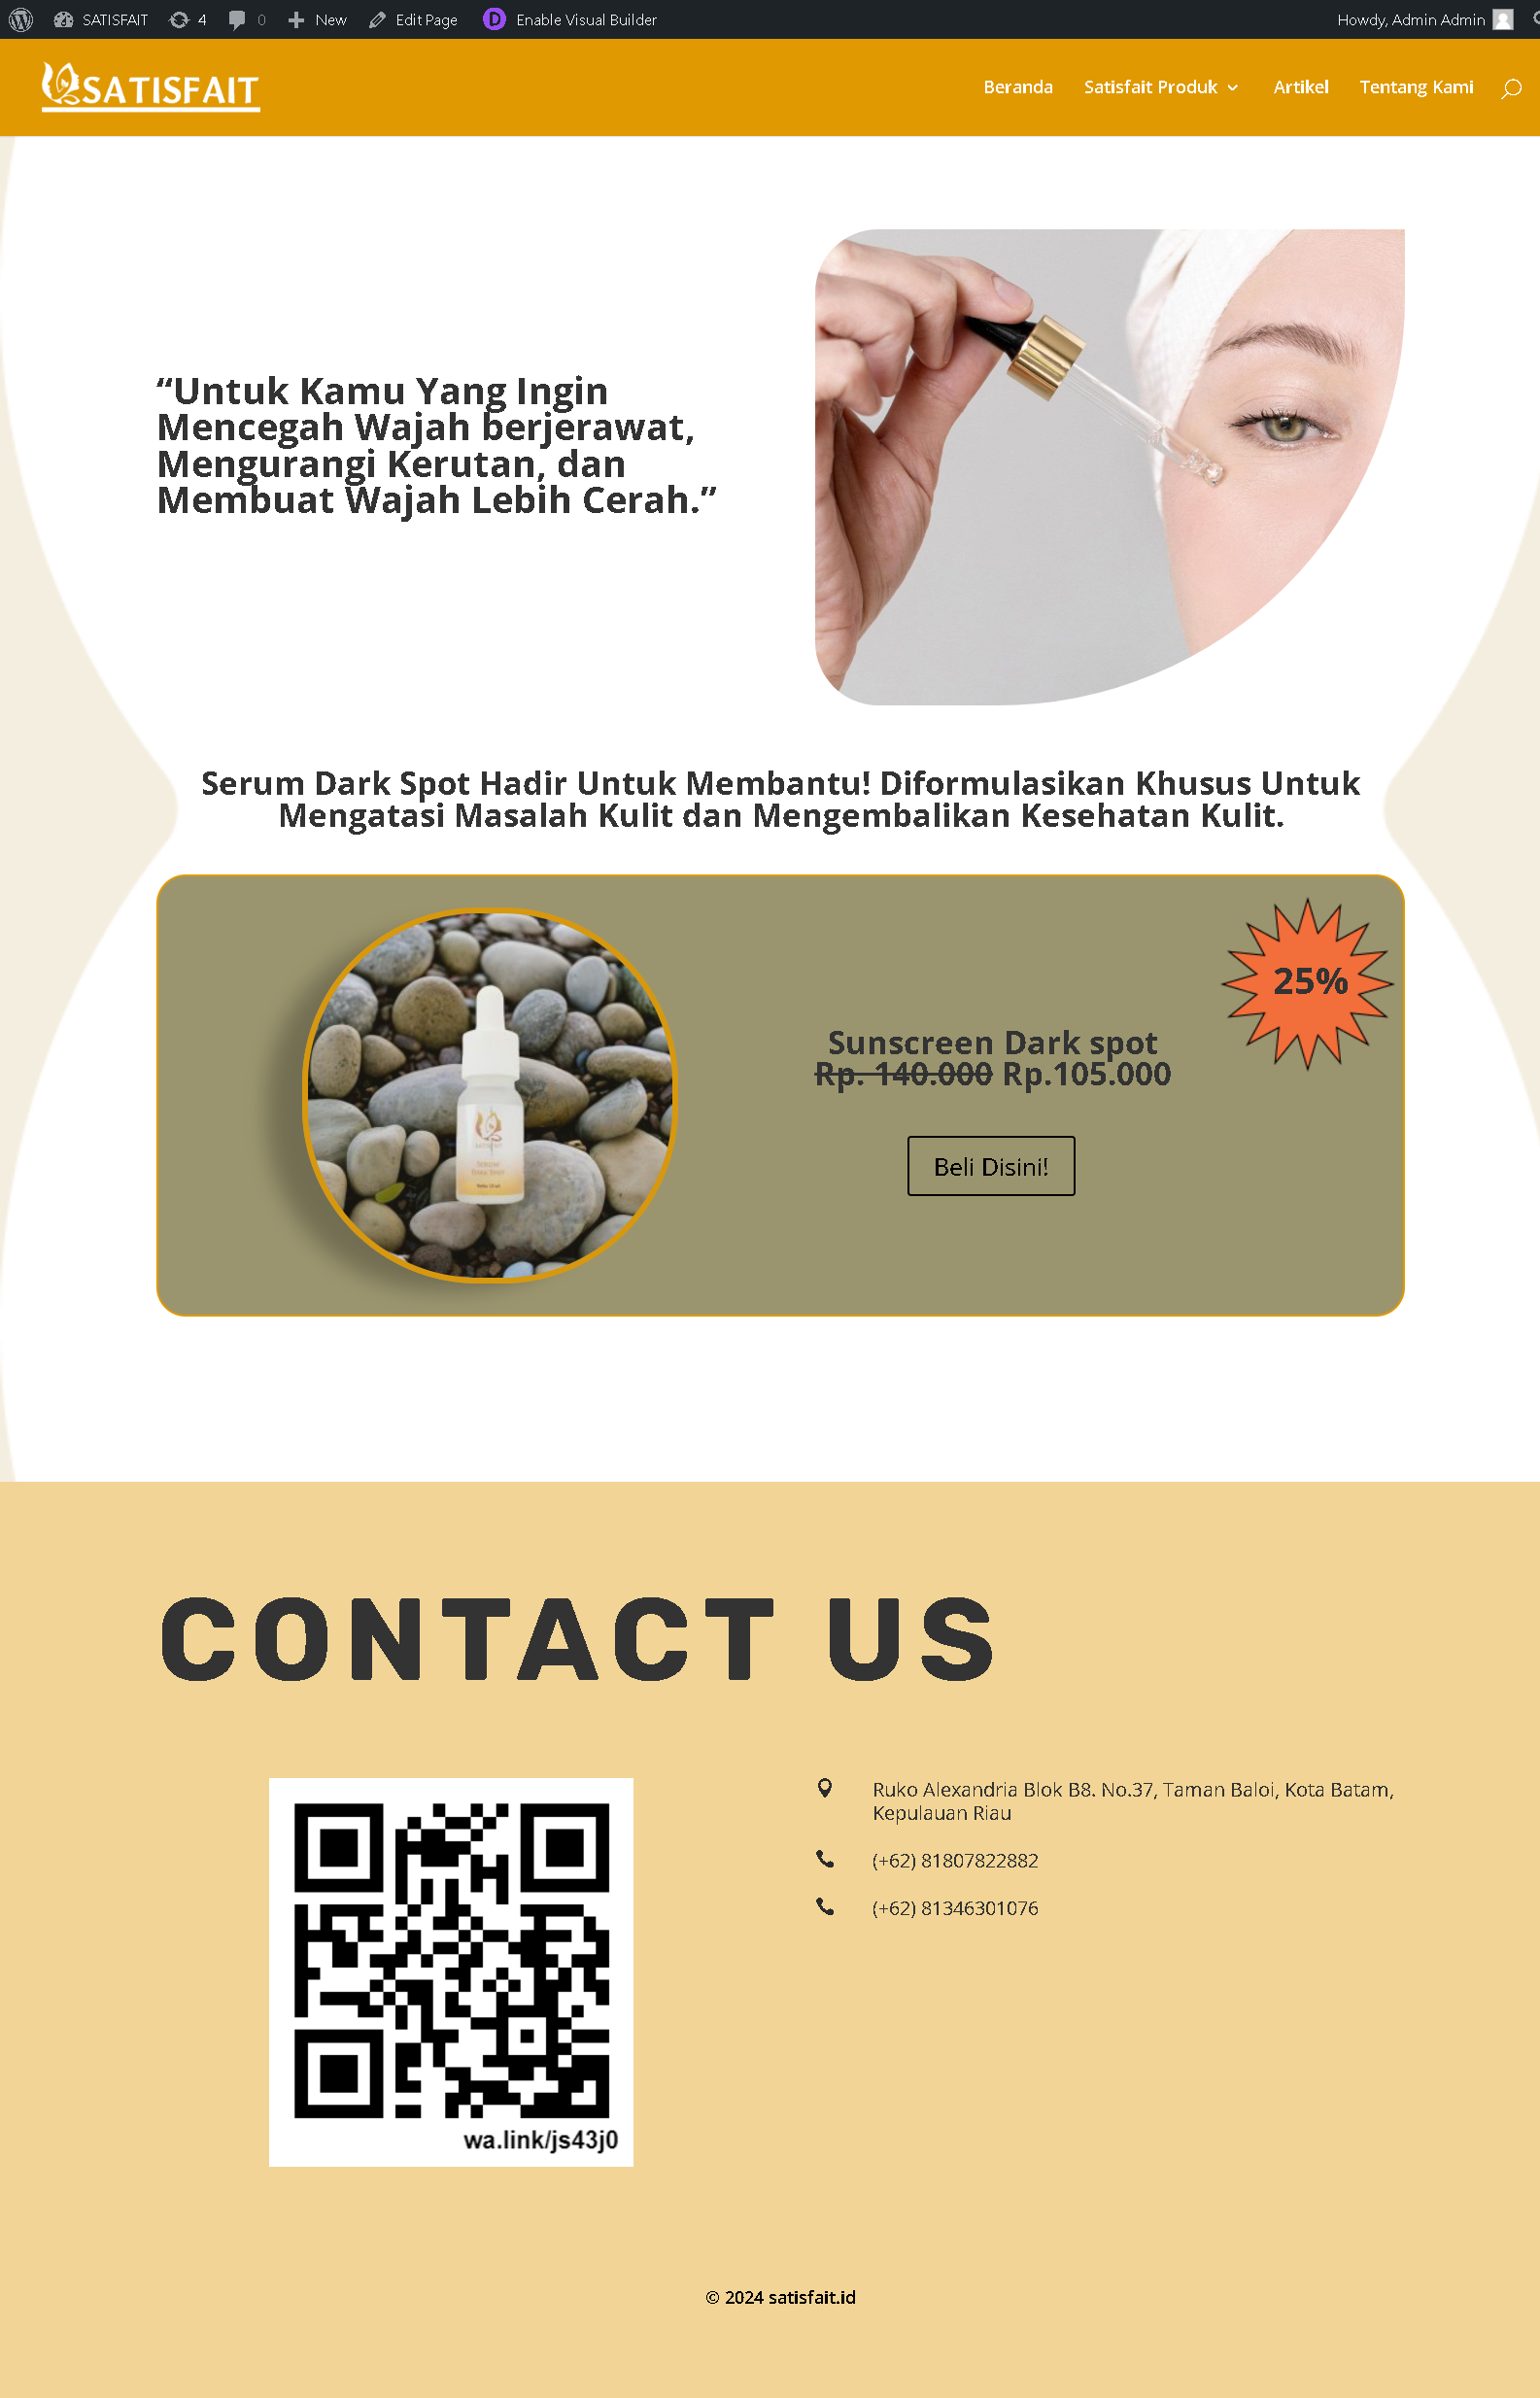 SATISFAIT 4 0 New Edit Page Enable Visual Builder Howdy, Admin Admin
SATISFAIT
Beranda Satisfait Produk Artikel Tentang Kami
“Untuk Kamu Yang Ingin
Mencegah Wajah berjerawat,
Mengurangi Kerutan, dan
Membuat Wajah Lebih Cerah.”
Serum Dark Spot Hadir Untuk Membantu! Diformulasikan Khusus Untuk
Mengatasi Masalah Kulit dan Mengembalikan Kesehatan Kulit.
25%
SATISFAIT
SERUM
DARK SPOT
Sunscreen Dark spot
Rp. 140.000 Rp.105.000
Beli Disini!
CONTACT US
wa.link/js43j0
Ruko Alexandria Blok B8. No.37, Taman Baloi, Kota Batam,
Kepulauan Riau
(+62) 81807822882
(+62) 81346301076
© 2024 satisfait.id